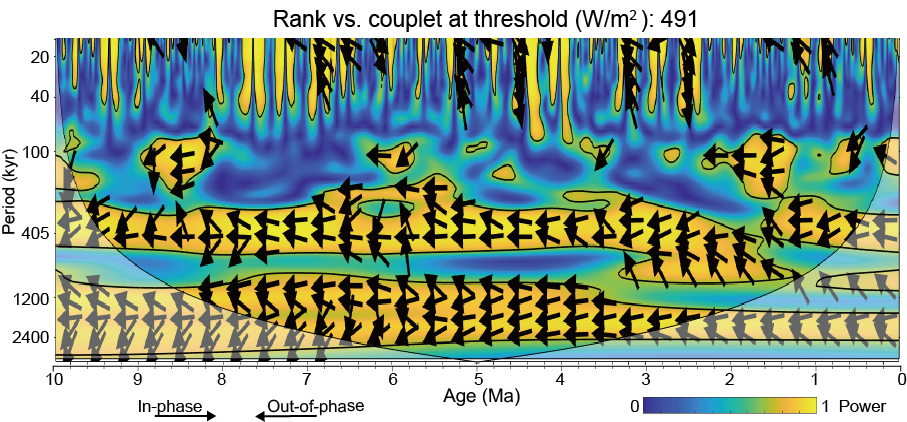 Rank vs. couplet at threshold (W/m²): 491
Period (kyr)
20
40
100
405
1200
2400
10 9 8 7 6 5 4 3 2 1 0
Age (Ma)
In-phase Out-of-phase
0 1 Power